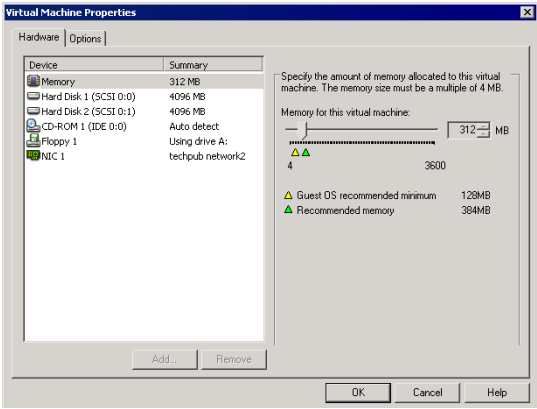 Virtual Machine Properties
Hardware Options
Device Summary
Memory 312 MB
Hard Disk 1 (SCSI 0:0) 4096 MB
Hard Disk 2 (SCSI 0:1) 4096 MB
CD-ROM 1 (IDE 0:0) Auto detect
Floppy 1 Using drive A:
NIC 1 techpub network2
Add... Remove
Specify the amount of memory allocated to this virtual
machine. The memory size must be a multiple of 4 MB.
Memory for this virtual machine:
312 MB
4 3600
Guest OS recommended minimum 128MB
Recommended memory 384MB
OK Cancel Help